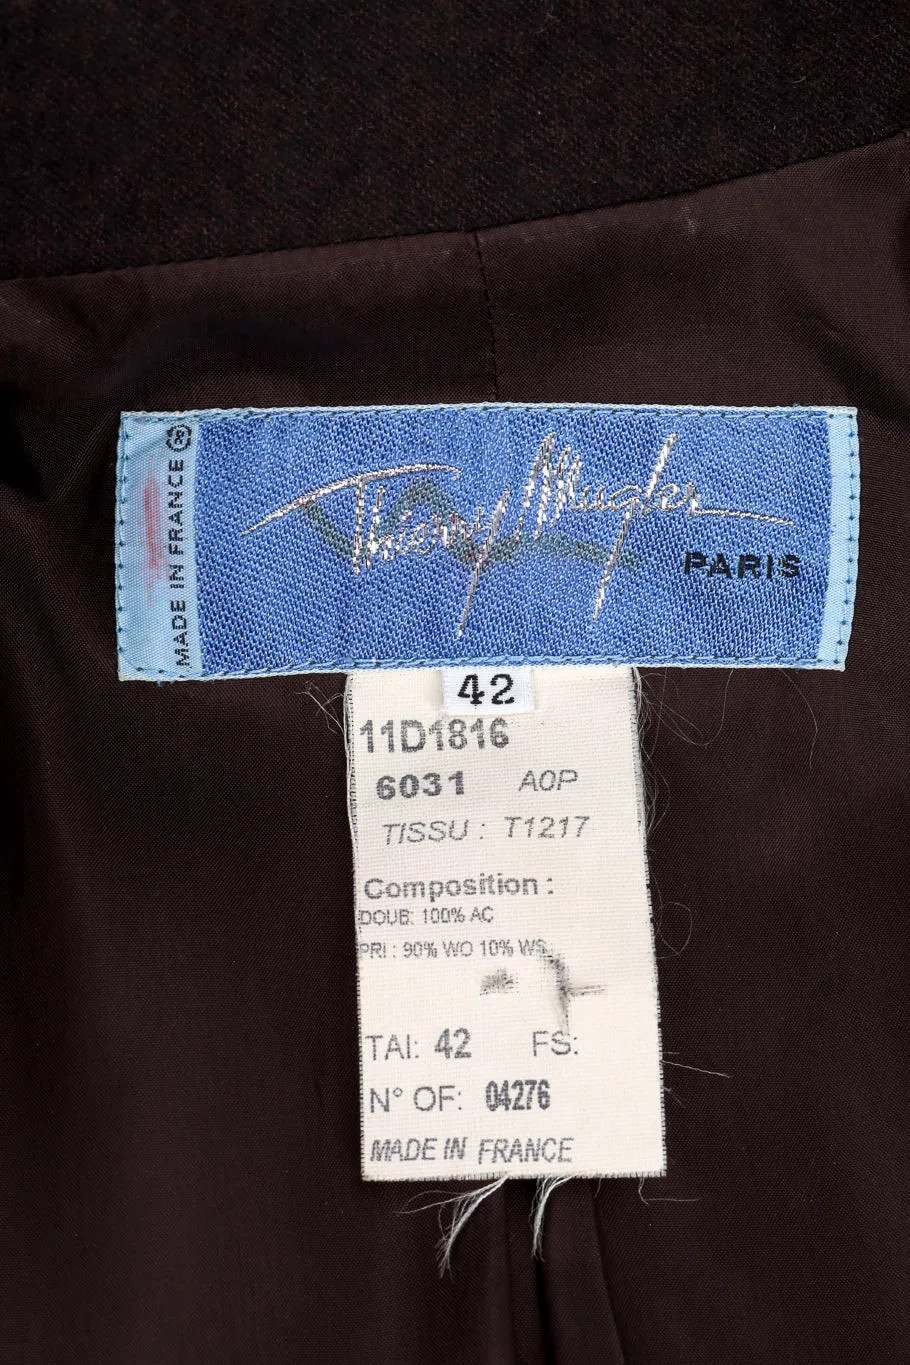 MADE IN FRANCE
Thierry Mugler
PARIS
42
11D1816
6031 A0P
TISSU : T1217
Composition :
DOUB: 100% AC
PRI : 90% WO 10% WS
TAI: 42 FS:
N° OF: 04276
MADE IN FRANCE